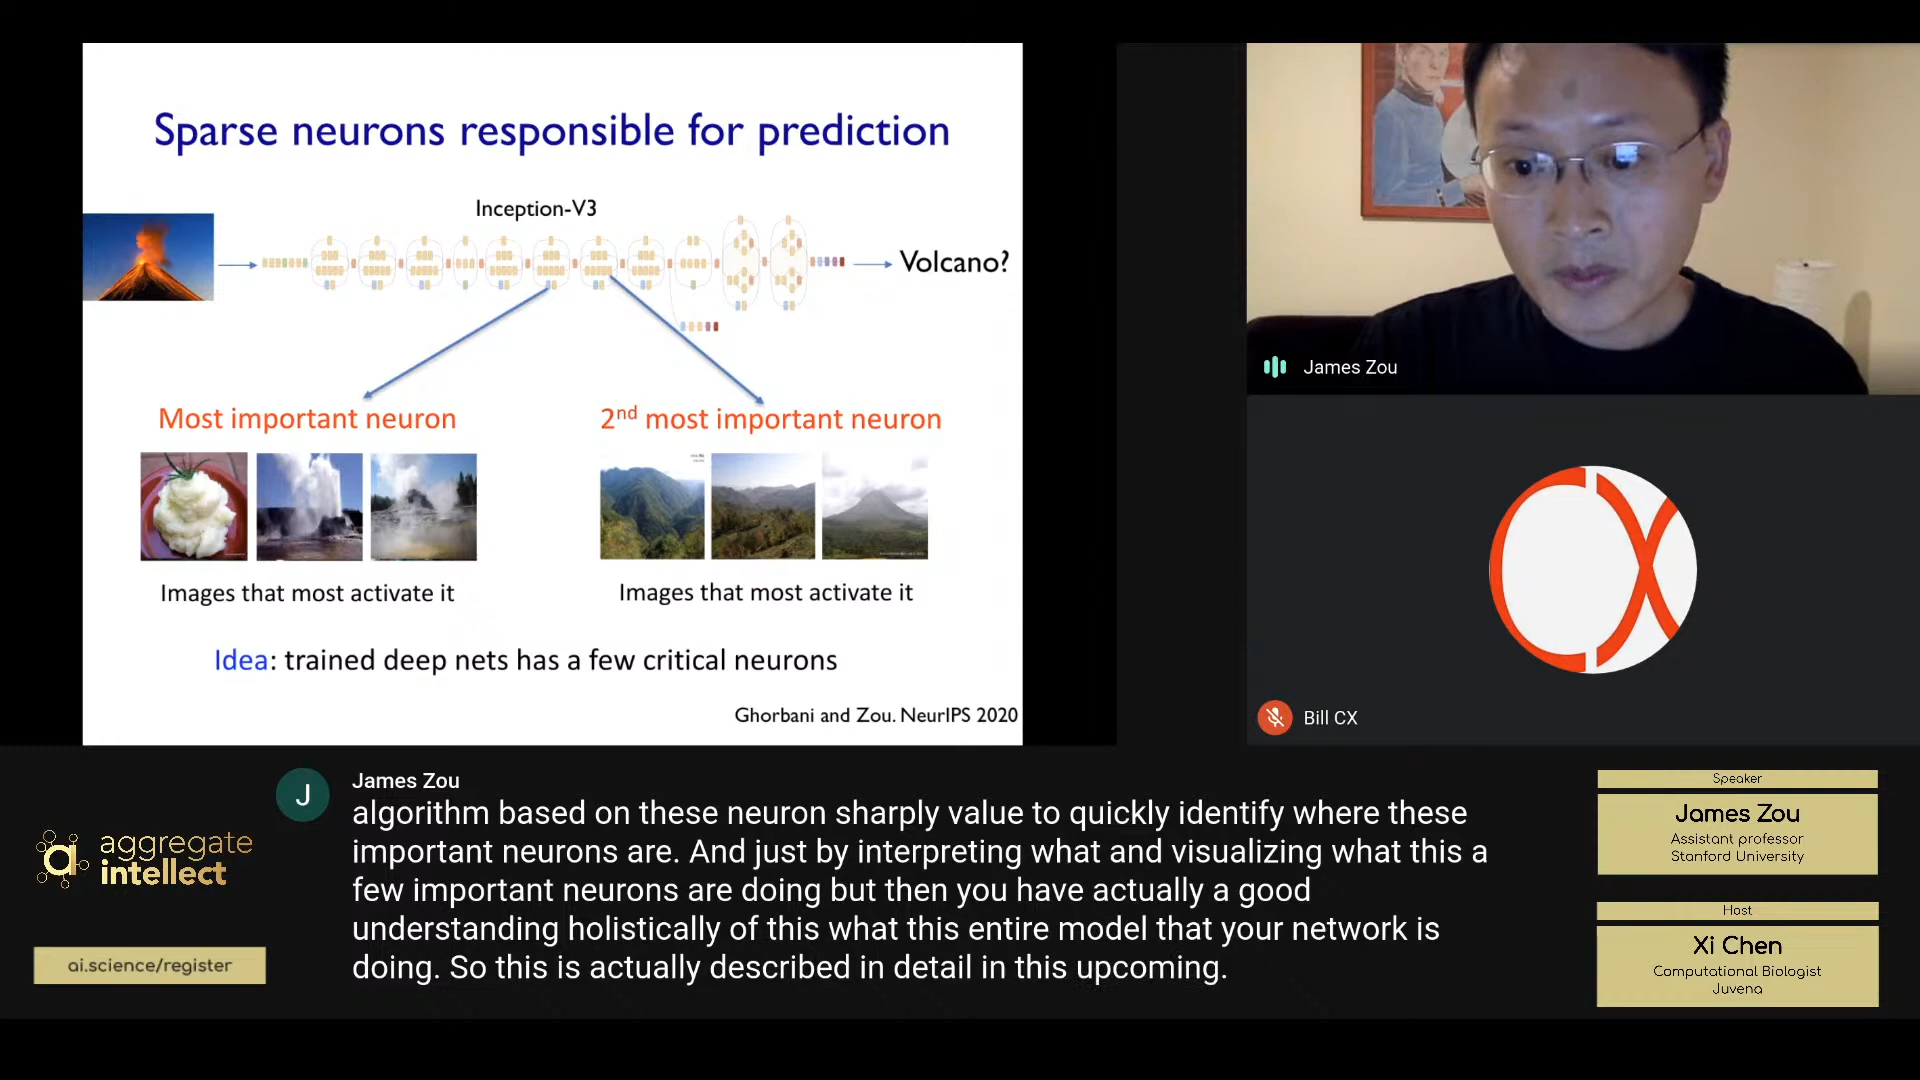 Sparse neurons responsible for prediction
Inception-V3
Volcano?
Most important neuron
2nd most important neuron
Images that most activate it
Images that most activate it
Idea: trained deep nets has a few critical neurons
Ghorbani and Zou. NeurIPS 2020
James Zou
Bill CX
J
James Zou
algorithm based on these neuron sharply value to quickly identify where these
important neurons are. And just by interpreting what and visualizing what this a
few important neurons are doing but then you have actually a good
understanding holistically of this what this entire model that your network is
doing. So this is actually described in detail in this upcoming.
aggregate
intellect
ai.science/register
Speaker
James Zou
Assistant professor
Stanford University
Host
Xi Chen
Computational Biologist
Juvena